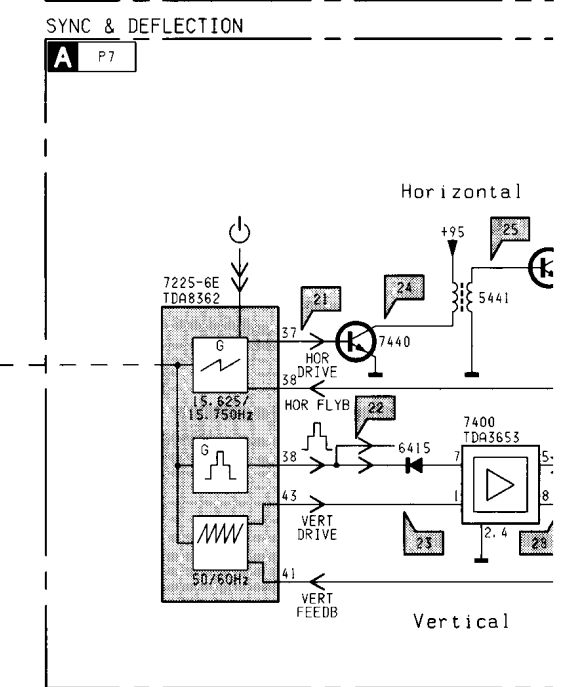 SYNC & DEFLECTION
A P7
Horizontal
+95
25
7225-6E
TDA8362
21
24
5441
37
G
7440
HOR
DRIVE
38
HOR FLYB
15.625/
15.750Hz
22
7400
TDA3653
G
6415
38
7
5
43
1
8
VERT
DRIVE
23
2.4
28
50/60Hz
41
VERT
FEEDB
Vertical